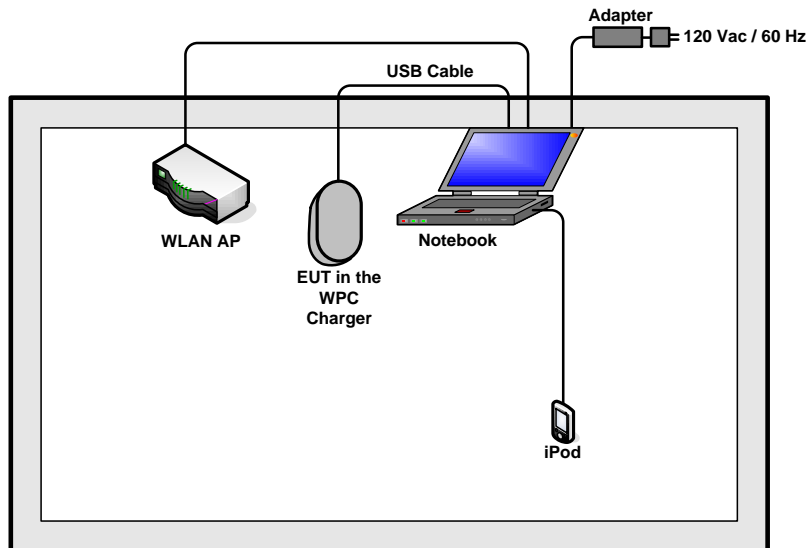 Adapter
120 Vac / 60 Hz
USB Cable
WLAN AP
Notebook
EUT in the
WPC
Charger
iPod